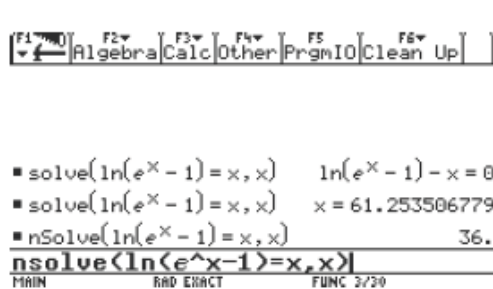 F1 F2 F3 F4 F5 F6
Algebra Calc Other PrgmIO Clean Up
▪ solve(ln(e^x - 1) = x, x) ln(e^x - 1) - x = 0
▪ solve(ln(e^x - 1) = x, x) x = 61.253506779
▪ nSolve(ln(e^x - 1) = x, x) 36.
nsolve(ln(e^x-1)=x,x)
MAIN RAD EXACT FUNC 3/30